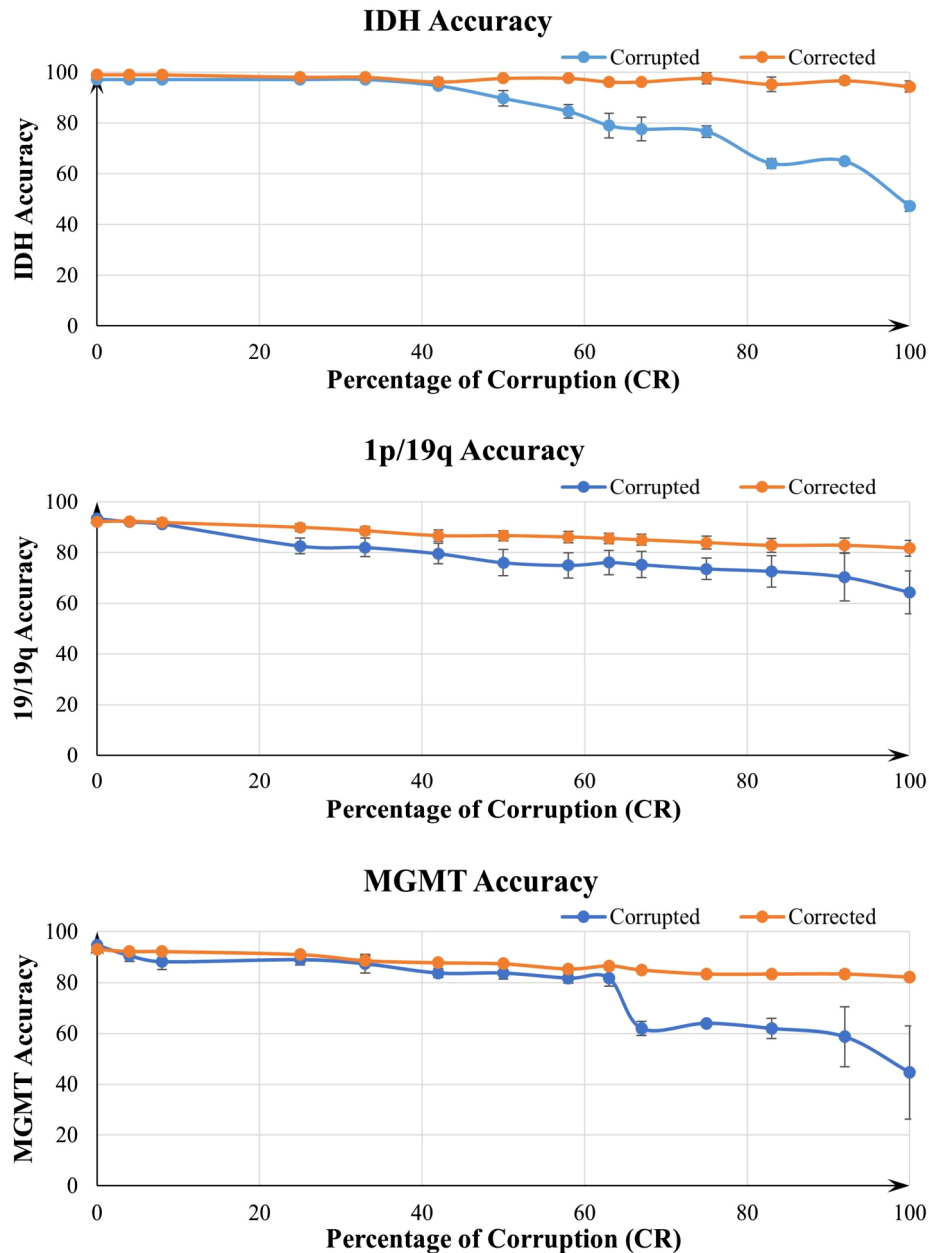 IDH Accuracy
Corrupted Corrected
100
80
60
40
20
0
IDH Accuracy
0 20 40 60 80 100
Percentage of Corruption (CR)
1p/19q Accuracy
Corrupted Corrected
100
80
60
40
20
0
19/19q Accuracy
0 20 40 60 80 100
Percentage of Corruption (CR)
MGMT Accuracy
Corrupted Corrected
100
80
60
40
20
0
MGMT Accuracy
0 20 40 60 80 100
Percentage of Corruption (CR)